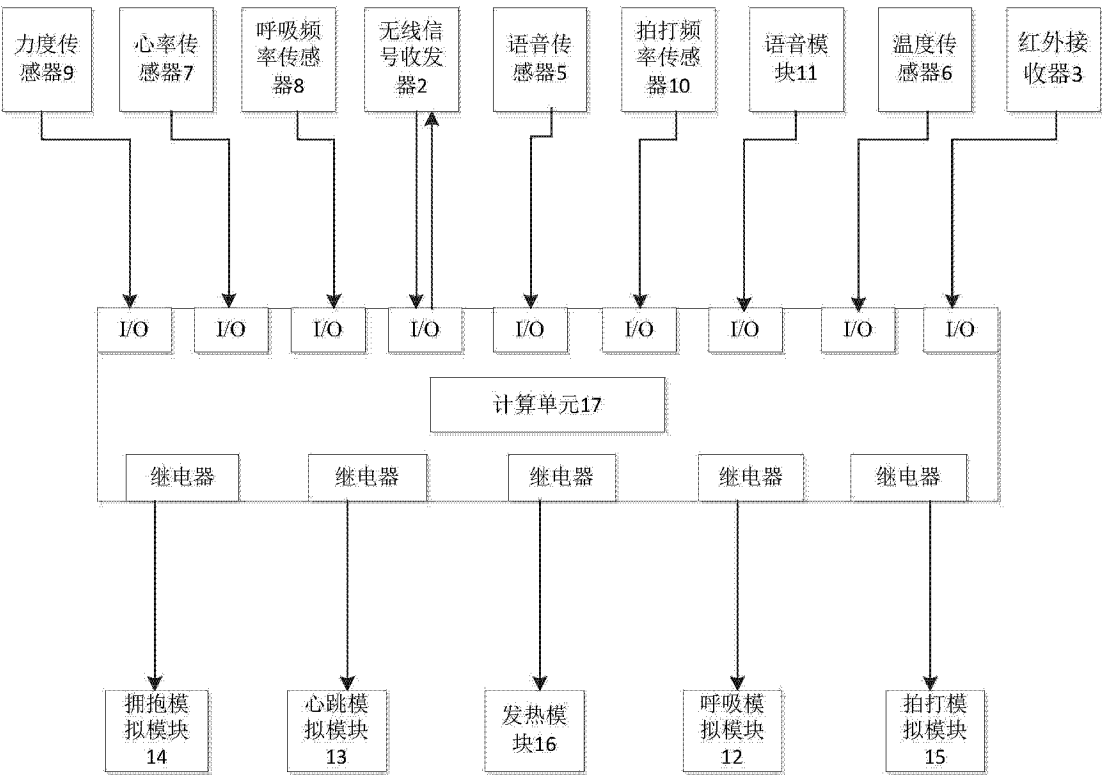 力度传
感器9
心率传
感器7
呼吸频
率传感
器8
无线信
号收发
器2
语音传
感器5
拍打频
率传感
器10
语音模
块11
温度传
感器6
红外接
收器3
I/O
I/O
I/O
I/O
I/O
I/O
I/O
I/O
I/O
计算单元17
继电器
继电器
继电器
继电器
继电器
拥抱模
拟模块
14
心跳模
拟模块
13
发热模
块16
呼吸模
拟模块
12
拍打模
拟模块
15